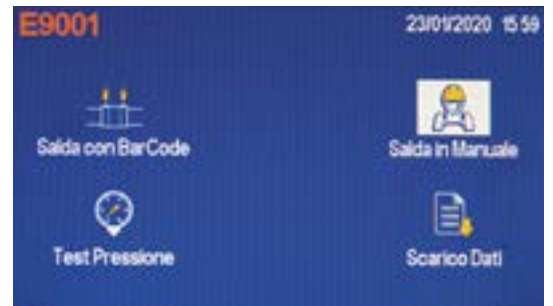 E9001 23/01/2020 15 59
Salda con BarCode Salda in Manuale
Test Pressione Scarico Dati